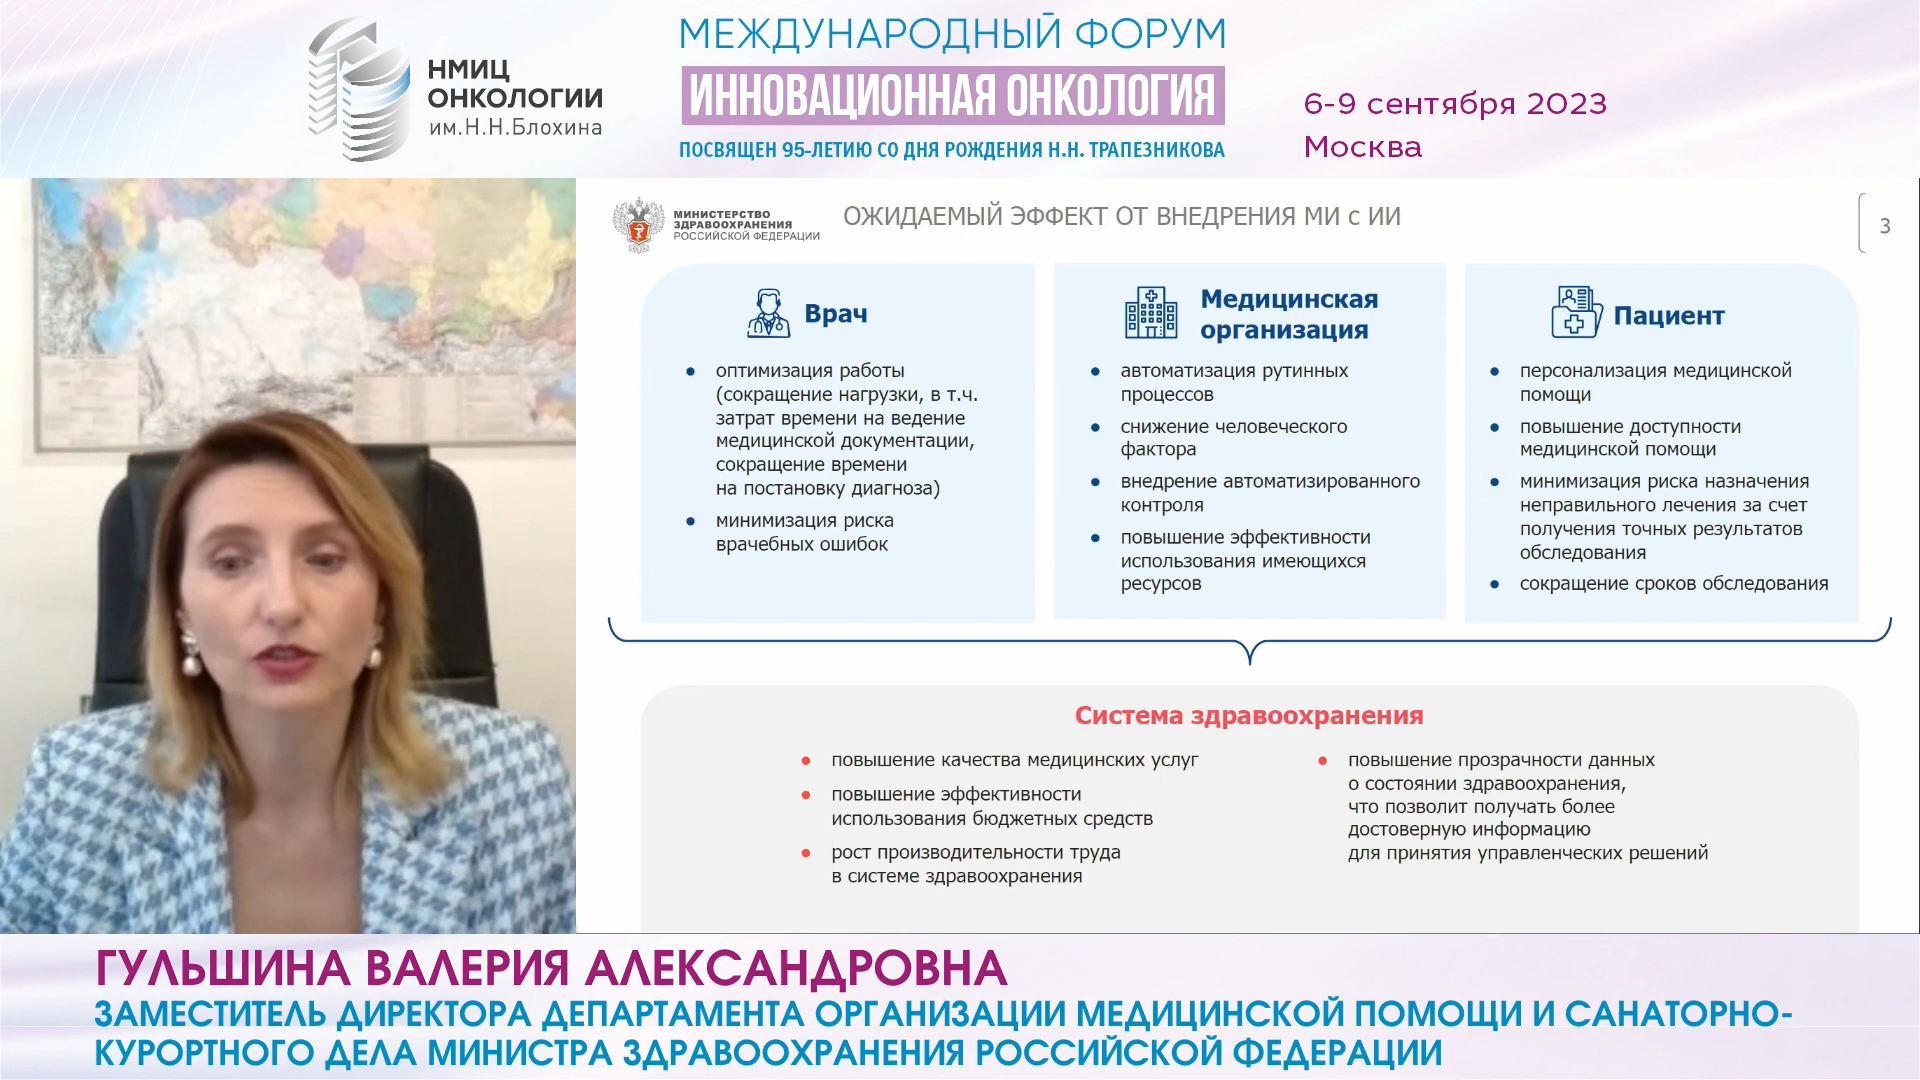 НМИЦ
ОНКОЛОГИИ
им.Н.Н.Блохина
МЕЖДУНАРОДНЫЙ ФОРУМ
ИННОВАЦИОННАЯ ОНКОЛОГИЯ
ПОСВЯЩЕН 95-ЛЕТИЮ СО ДНЯ РОЖДЕНИЯ Н.Н. ТРАПЕЗНИКОВА
6-9 сентября 2023
Москва
МИНИСТЕРСТВО
ЗДРАВООХРАНЕНИЯ
РОССИЙСКОЙ ФЕДЕРАЦИИ
ОЖИДАЕМЫЙ ЭФФЕКТ ОТ ВНЕДРЕНИЯ МИ с ИИ
3
Врач
● оптимизация работы
(сокращение нагрузки, в т.ч.
затрат времени на ведение
медицинской документации,
сокращение времени
на постановку диагноза)
● минимизация риска
врачебных ошибок
Медицинская
организация
● автоматизация рутинных
процессов
● снижение человеческого
фактора
● внедрение автоматизированного
контроля
● повышение эффективности
использования имеющихся
ресурсов
Пациент
● персонализация медицинской
помощи
● повышение доступности
медицинской помощи
● минимизация риска назначения
неправильного лечения за счет
получения точных результатов
обследования
● сокращение сроков обследования
Система здравоохранения
● повышение качества медицинских услуг
● повышение эффективности
использования бюджетных средств
● рост производительности труда
в системе здравоохранения
● повышение прозрачности данных
о состоянии здравоохранения,
что позволит получать более
достоверную информацию
для принятия управленческих решений
ГУЛЬШИНА ВАЛЕРИЯ АЛЕКСАНДРОВНА
ЗАМЕСТИТЕЛЬ ДИРЕКТОРА ДЕПАРТАМЕНТА ОРГАНИЗАЦИИ МЕДИЦИНСКОЙ ПОМОЩИ И САНАТОРНО-
КУРОРТНОГО ДЕЛА МИНИСТРА ЗДРАВООХРАНЕНИЯ РОССИЙСКОЙ ФЕДЕРАЦИИ